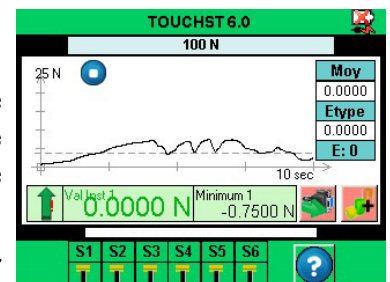 TOUCHST 6.0
100 N
25 N
Moy
0.0000
Etype
0.0000
E: 0
10 sec
Val Inst 1
0.0000 N
Minimum 1
-0.7500 N
S1 S2 S3 S4 S5 S6
?